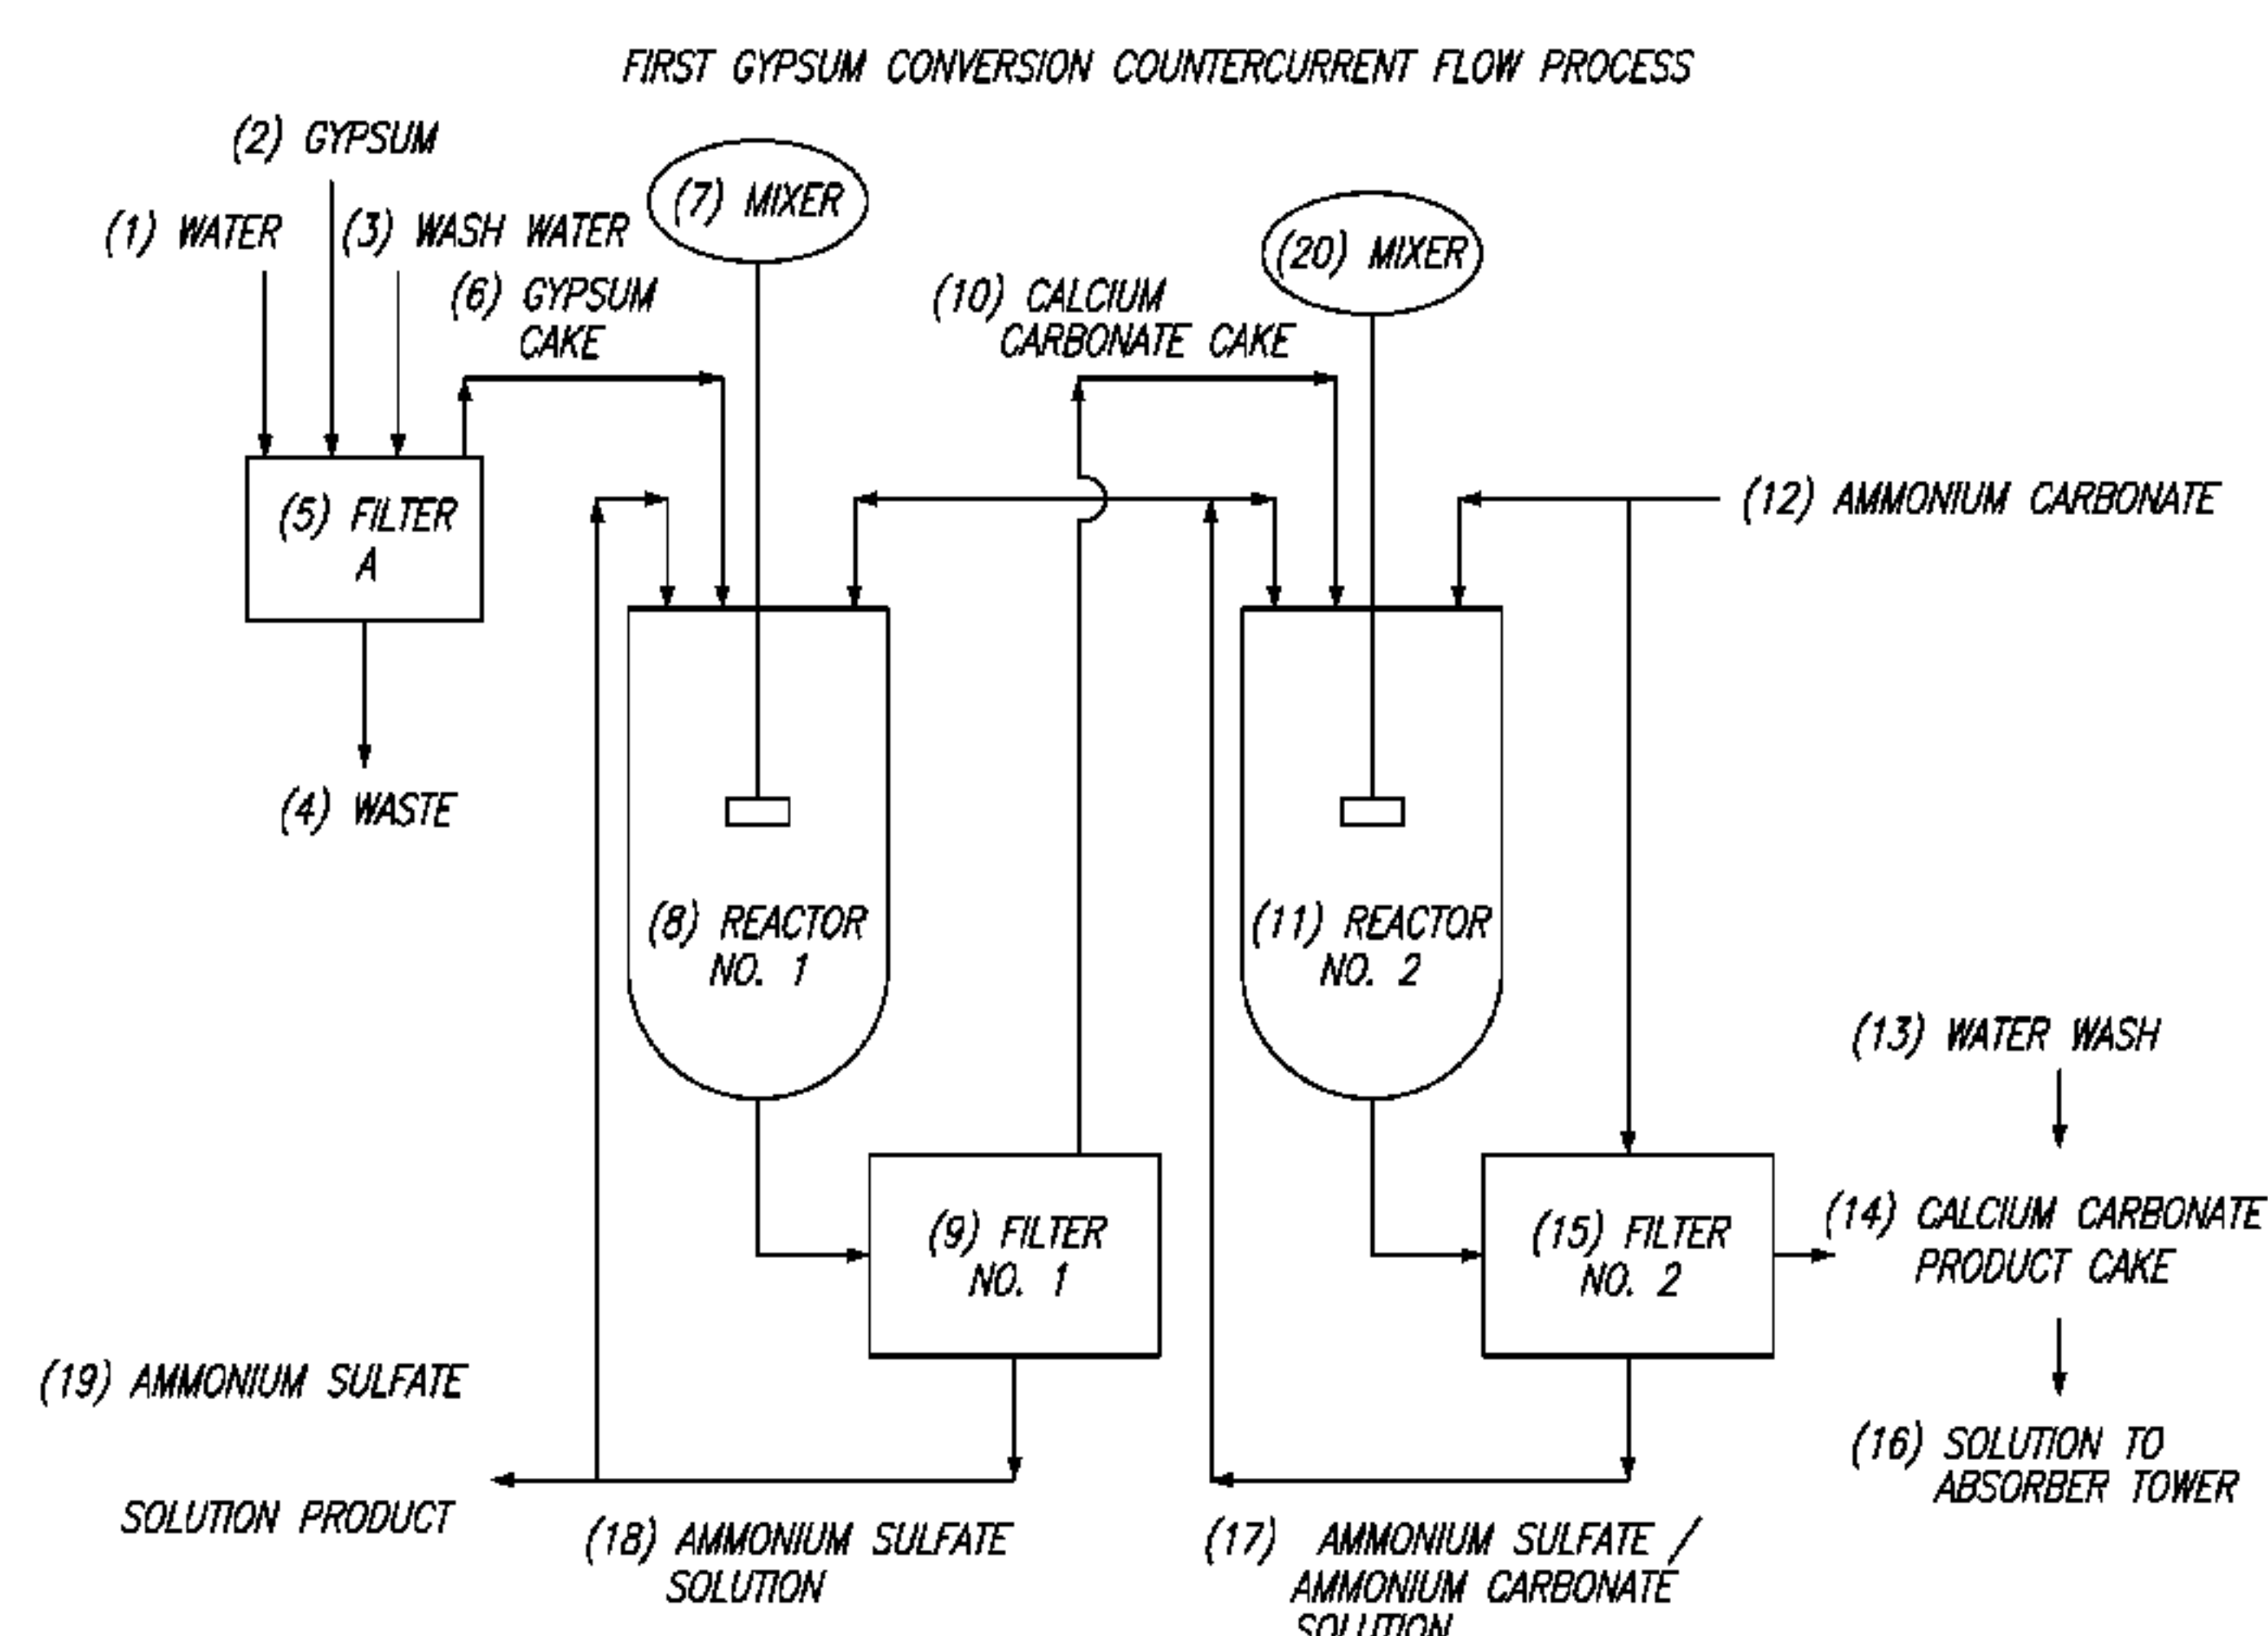 FIRST GYPSUM CONVERSION COUNTERCURRENT FLOW PROCESS
(2) GYPSUM
(1) WATER
(3) WASH WATER
(7) MIXER
(20) MIXER
(6) GYPSUM
CAKE
(10) CALCIUM
CARBONATE CAKE
(5) FILTER
A
(12) AMMONIUM CARBONATE
(4) WASTE
(8) REACTOR
NO. 1
(11) REACTOR
NO. 2
(13) WATER WASH
(9) FILTER
NO. 1
(15) FILTER
NO. 2
(14) CALCIUM CARBONATE
PRODUCT CAKE
(19) AMMONIUM SULFATE
SOLUTION PRODUCT
(16) SOLUTION TO
ABSORBER TOWER
(18) AMMONIUM SULFATE
SOLUTION
(17) AMMONIUM SULFATE /
AMMONIUM CARBONATE
SOLUTION